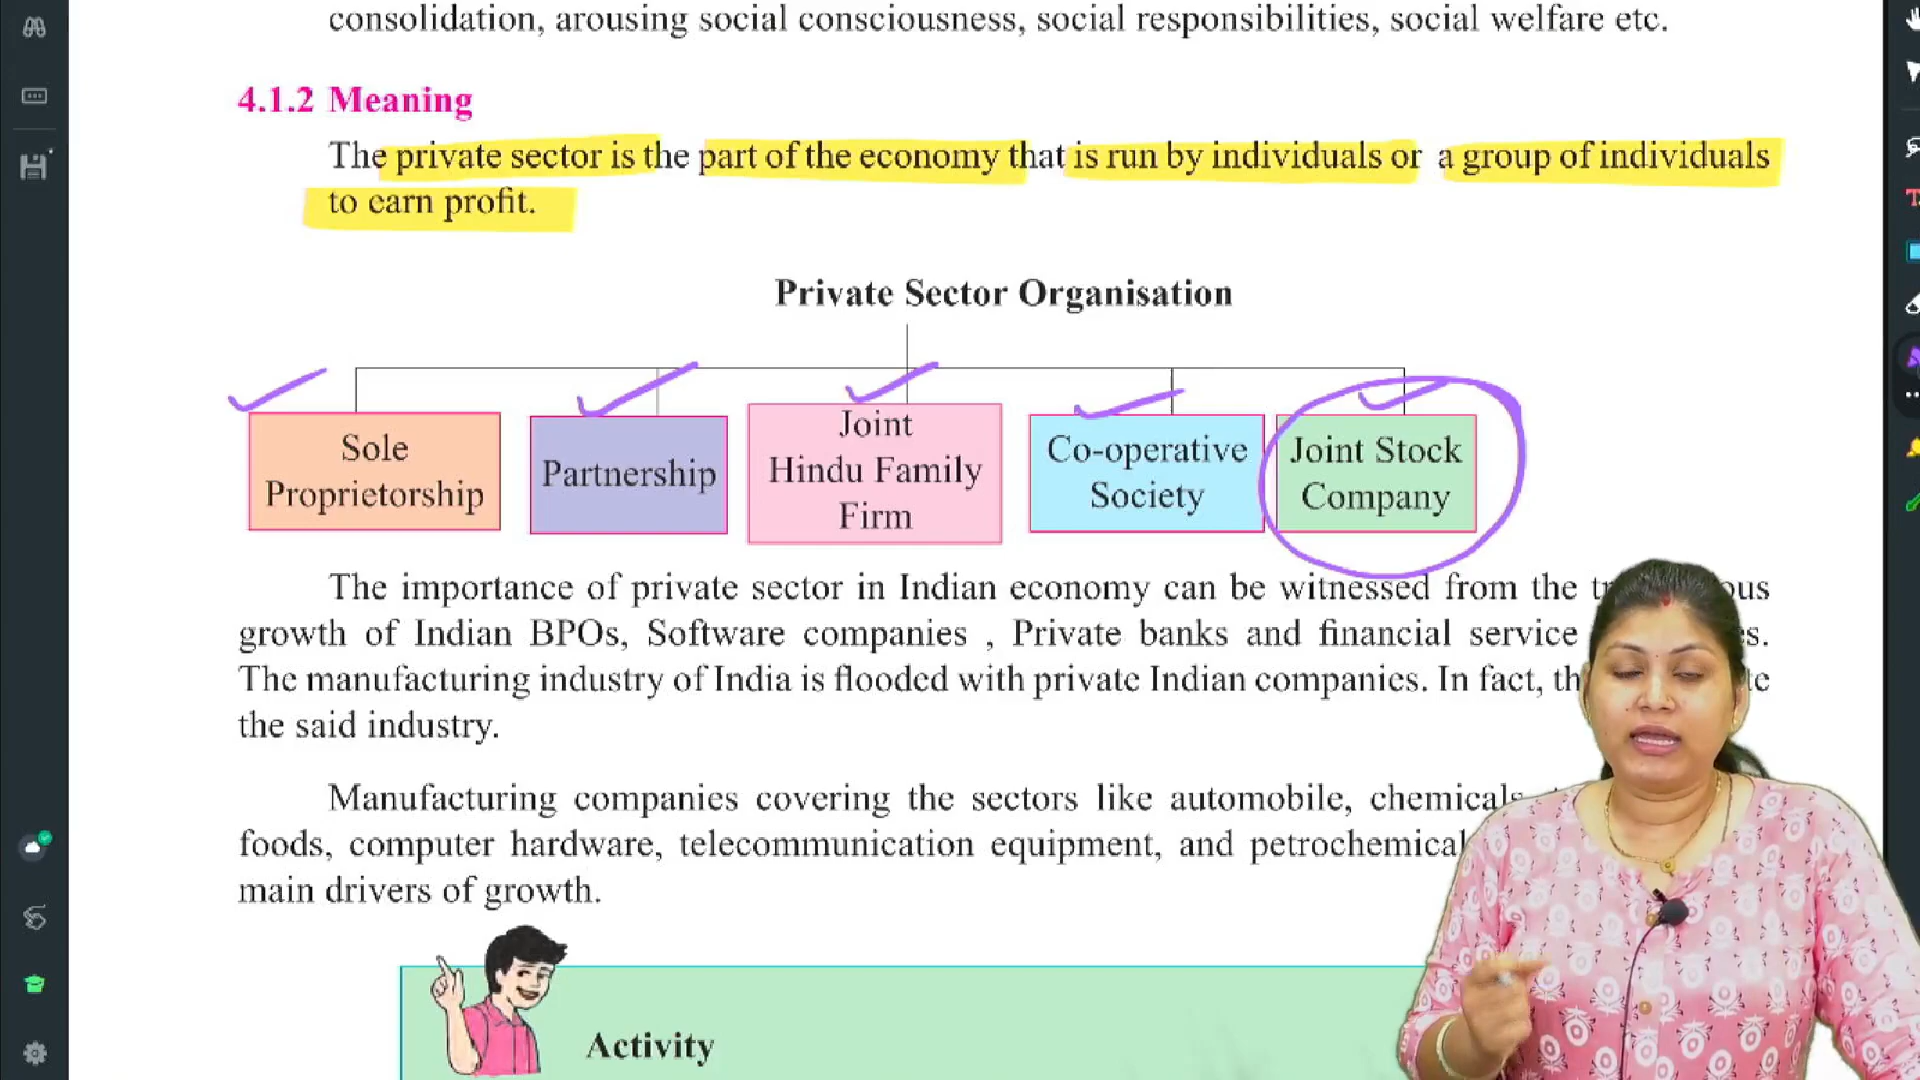 consolidation, arousing social consciousness, social responsibilities, social welfare etc.
4.1.2 Meaning
The private sector is the part of the economy that is run by individuals or a group of individuals
to earn profit.
Private Sector Organisation
Sole
Proprietorship
Partnership
Joint
Hindu Family
Firm
Co-operative
Society
Joint Stock
Company
The importance of private sector in Indian economy can be witnessed from the
growth of Indian BPOs, Software companies , Private banks and financial service
The manufacturing industry of India is flooded with private Indian companies. In fact,
the said industry.
Manufacturing companies covering the sectors like automobile, chemicals
foods, computer hardware, telecommunication equipment, and
main drivers of growth.
Activity